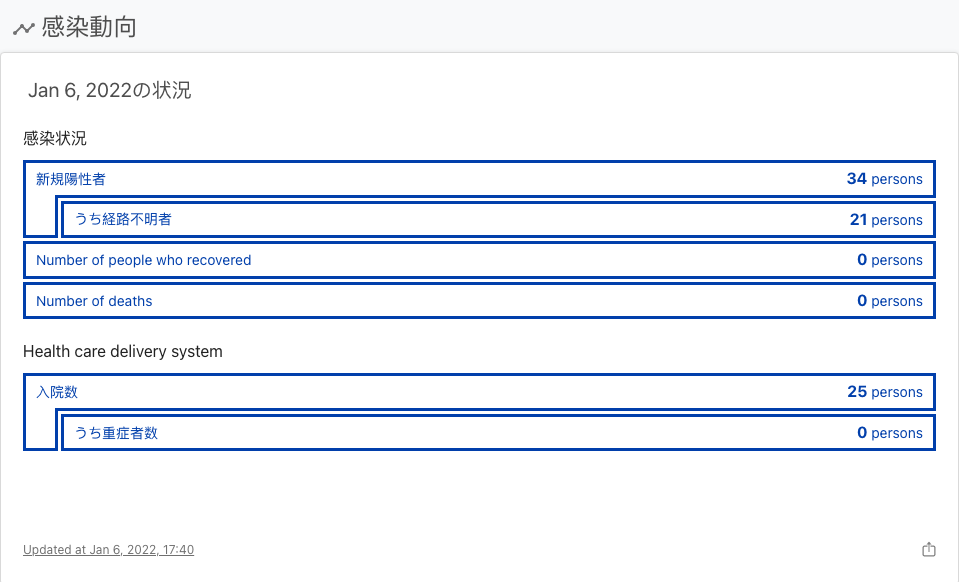 感染動向
Jan 6, 2022の状況
感染状況
新規陽性者 34 persons
うち経路不明者 21 persons
Number of people who recovered 0 persons
Number of deaths 0 persons
Health care delivery system
入院数 25 persons
うち重症者数 0 persons
Updated at Jan 6, 2022, 17:40